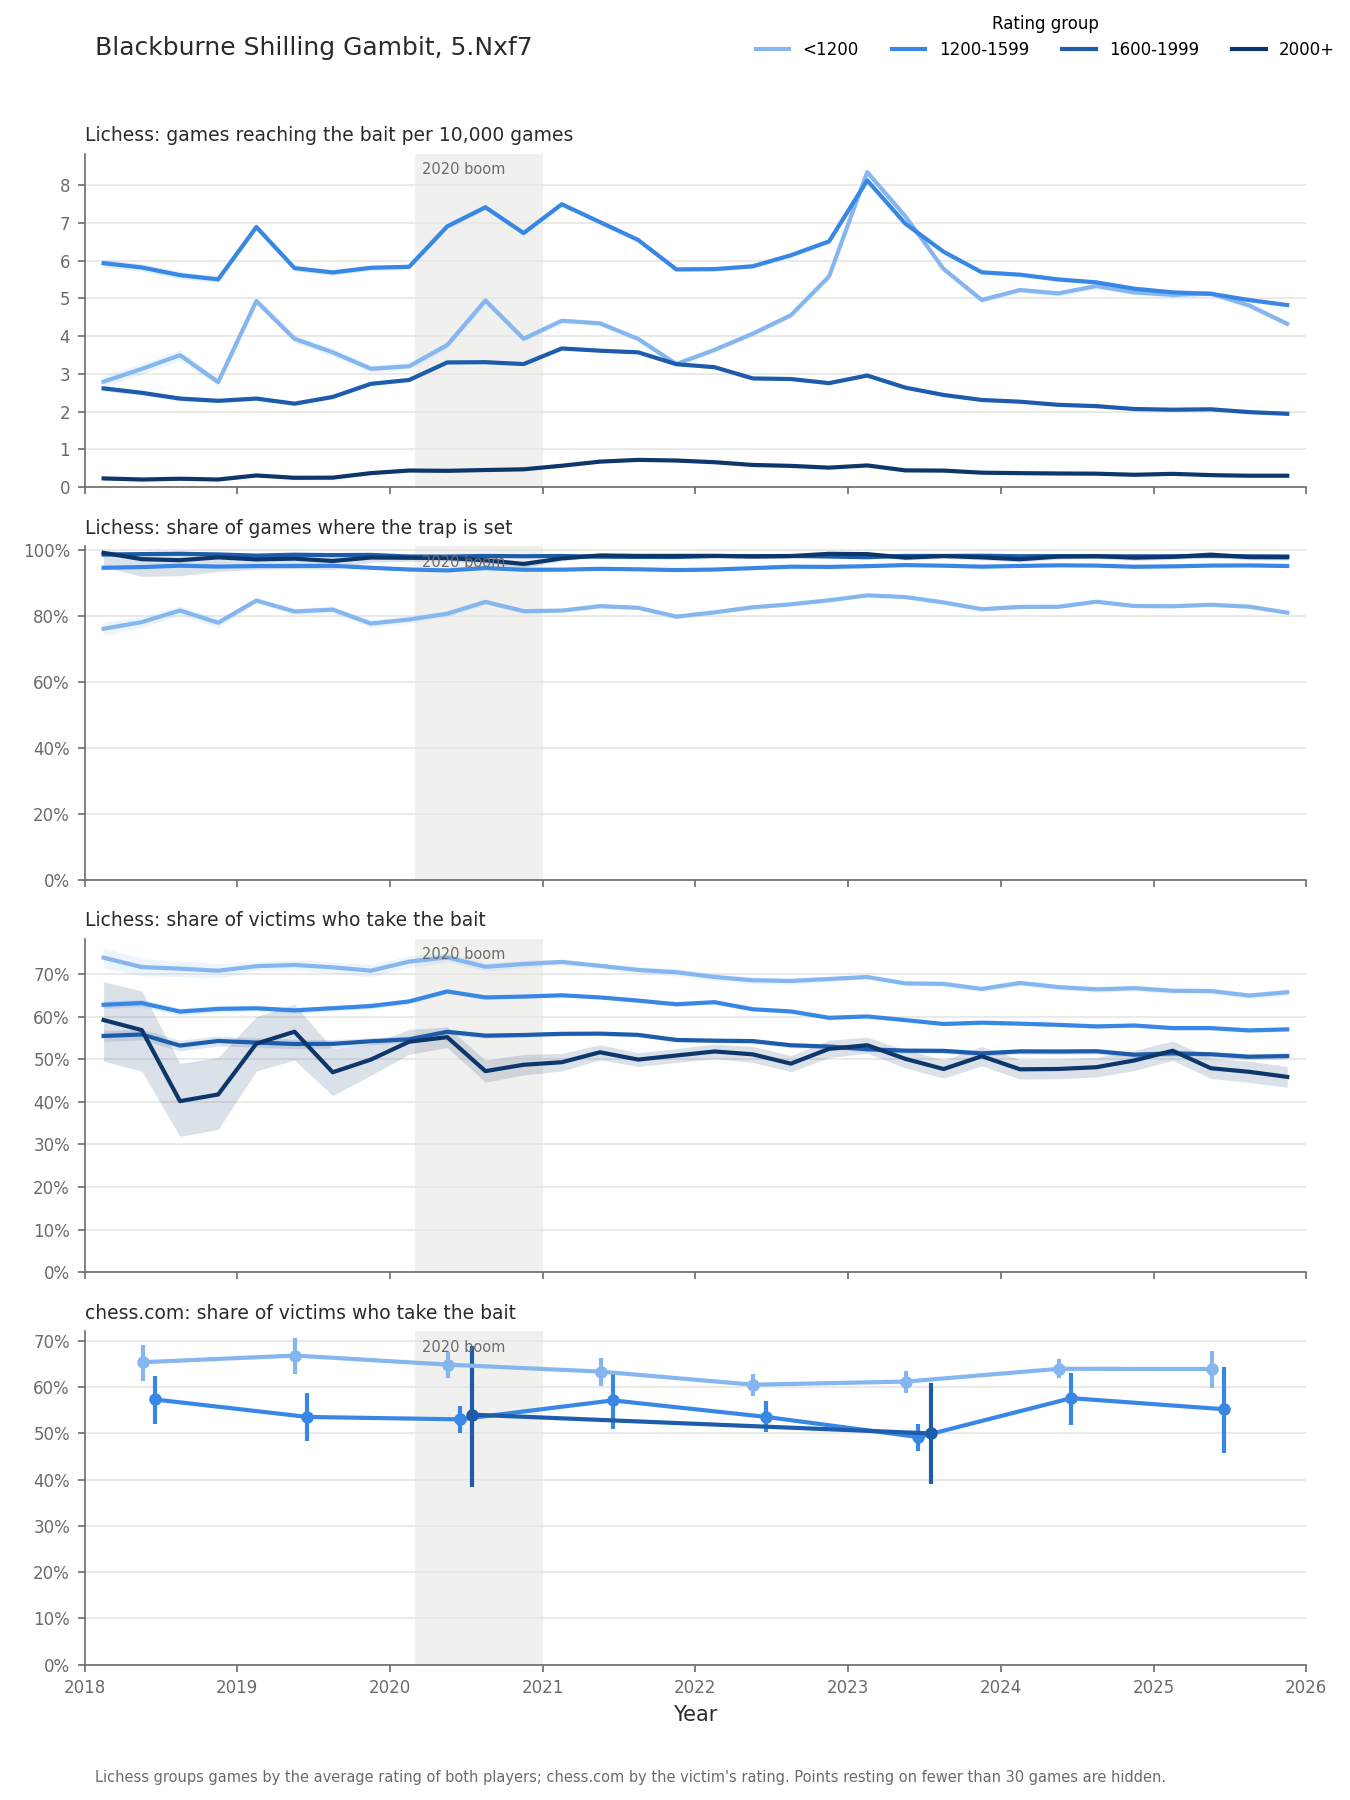 Blackburne Shilling Gambit, 5.Nxf7
Rating group
<1200
1200-1599
1600-1999
2000+
Lichess: games reaching the bait per 10,000 games
2020 boom
8
7
6
5
4
3
2
1
0
Lichess: share of games where the trap is set
100%
2020 boom
80%
60%
40%
20%
0%
Lichess: share of victims who take the bait
2020 boom
70%
60%
50%
40%
30%
20%
10%
0%
chess.com: share of victims who take the bait
70%
2020 boom
60%
50%
40%
30%
20%
10%
0%
2018 2019 2020 2021 2022 2023 2024 2025 2026
Year
Lichess groups games by the average rating of both players; chess.com by the victim's rating. Points resting on fewer than 30 games are hidden.